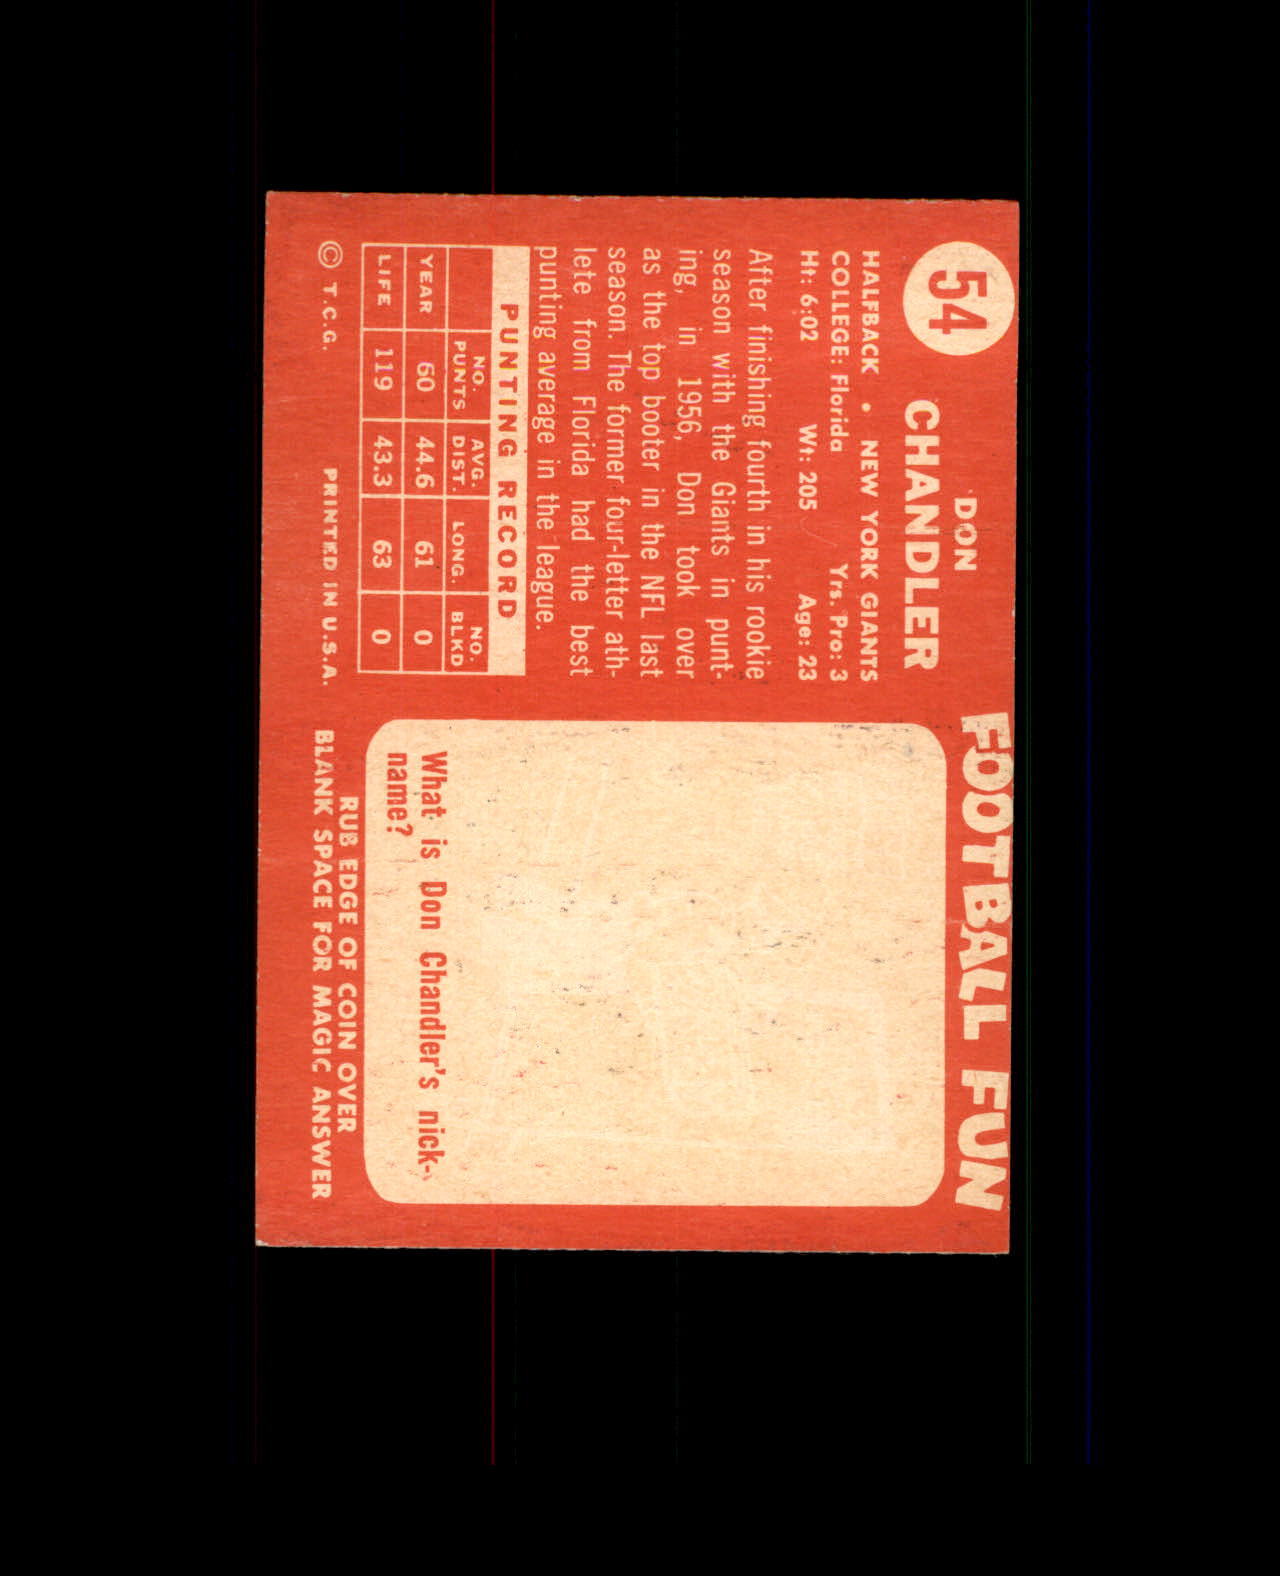 54
DON
CHANDLER
HALFBACK • NEW YORK GIANTS
COLLEGE: Florida Yrs. Pro: 3
Ht: 6:02 Wt: 205 Age: 23
After finishing fourth in his rookie
season with the Giants in punt-
ing, in 1956, Don took over
as the top booter in the NFL last
season. The former four-letter ath-
lete from Florida had the best
punting average in the league.
PUNTING RECORD
NO. PUNTS AVG. DIST. LONG. NO. BLKD
YEAR 60 44.6 61 0
LIFE 119 43.3 63 0
© T.C.G. PRINTED IN U.S.A.
FOOTBALL FUN
What is Don Chandler's nick-
name?
RUB EDGE OF COIN OVER
BLANK SPACE FOR MAGIC ANSWER